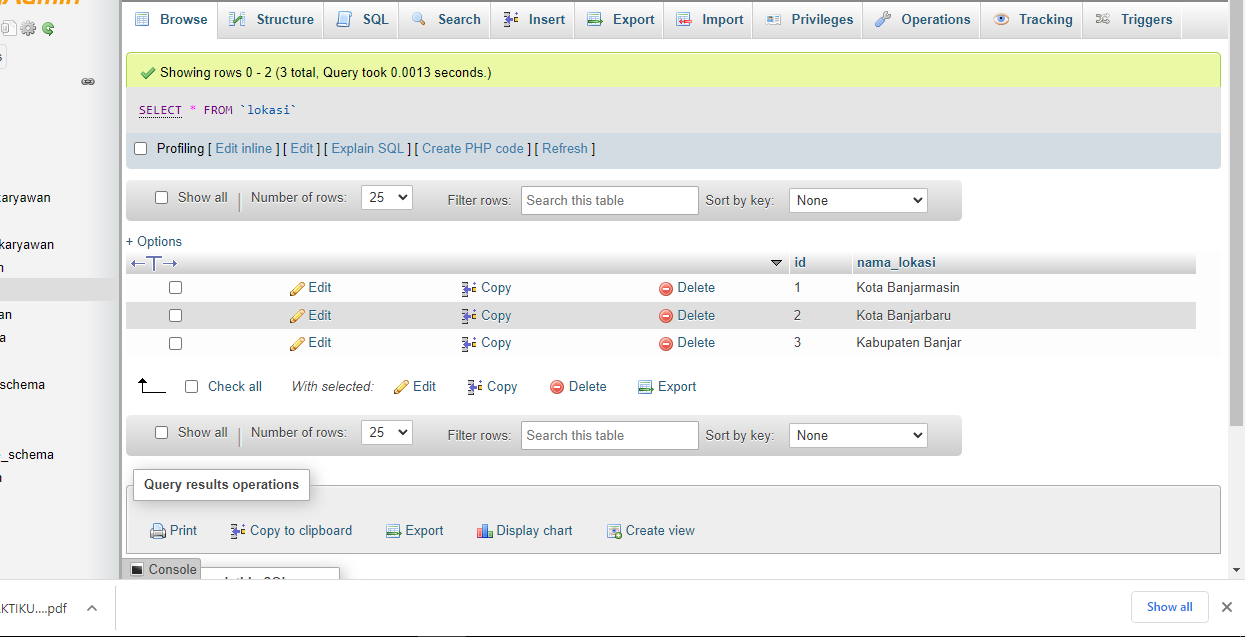 Admin
Browse Structure SQL Search Insert Export Import Privileges Operations Tracking Triggers
Showing rows 0 - 2 (3 total, Query took 0.0013 seconds.)
SELECT * FROM `lokasi`
Profiling [ Edit inline ] [ Edit ] [ Explain SQL ] [ Create PHP code ] [ Refresh ]
Show all Number of rows: 25 Filter rows: Search this table Sort by key: None
+ Options
id nama_lokasi
Edit Copy Delete 1 Kota Banjarmasin
Edit Copy Delete 2 Kota Banjarbaru
Edit Copy Delete 3 Kabupaten Banjar
Check all With selected: Edit Copy Delete Export
Show all Number of rows: 25 Filter rows: Search this table Sort by key: None
Query results operations
Print Copy to clipboard Export Display chart Create view
Console
karyawan
karyawan
an
a
schema
_schema
KTIKU....pdf
Show all